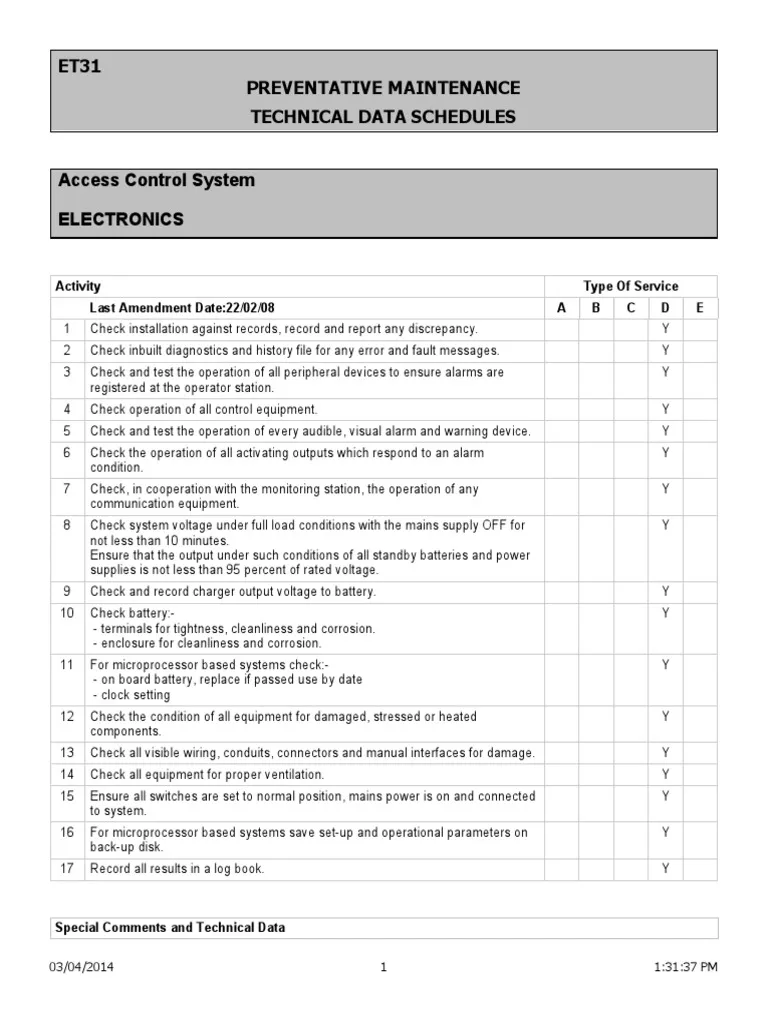 ET31
PREVENTATIVE MAINTENANCE
TECHNICAL DATA SCHEDULES
Access Control System
ELECTRONICS
Activity Type Of Service
Last Amendment Date:22/02/08 A B C D E
1 Check installation against records, record and report any discrepancy. Y
2 Check inbuilt diagnostics and history file for any error and fault messages. Y
3 Check and test the operation of all peripheral devices to ensure alarms are Y
registered at the operator station.
4 Check operation of all control equipment. Y
5 Check and test the operation of every audible, visual alarm and warning device. Y
6 Check the operation of all activating outputs which respond to an alarm Y
condition.
7 Check, in cooperation with the monitoring station, the operation of any Y
communication equipment.
8 Check system voltage under full load conditions with the mains supply OFF for Y
not less than 10 minutes.
Ensure that the output under such conditions of all standby batteries and power
supplies is not less than 95 percent of rated voltage.
9 Check and record charger output voltage to battery. Y
10 Check battery:- Y
- terminals for tightness, cleanliness and corrosion.
- enclosure for cleanliness and corrosion.
11 For microprocessor based systems check:- Y
- on board battery, replace if passed use by date
- clock setting
12 Check the condition of all equipment for damaged, stressed or heated Y
components.
13 Check all visible wiring, conduits, connectors and manual interfaces for damage. Y
14 Check all equipment for proper ventilation. Y
15 Ensure all switches are set to normal position, mains power is on and connected Y
to system.
16 For microprocessor based systems save set-up and operational parameters on Y
back-up disk.
17 Record all results in a log book. Y
Special Comments and Technical Data
03/04/2014 1 1:31:37 PM